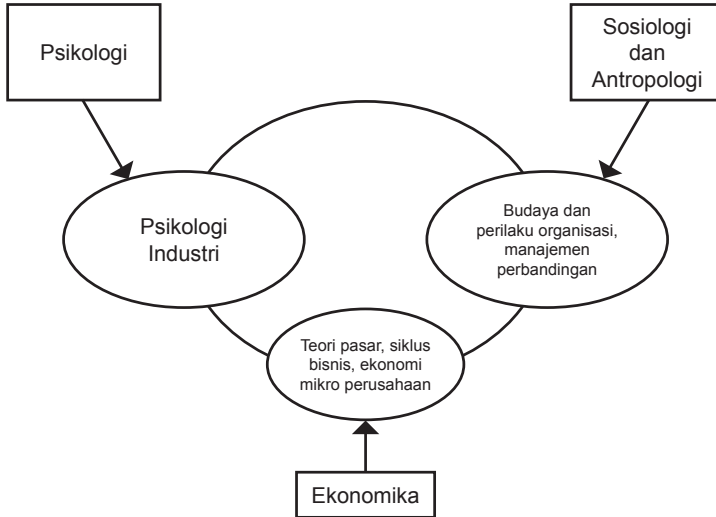 Psikologi
Sosiologi
dan
Antropologi
Psikologi
Industri
Budaya dan
perilaku organisasi,
manajemen
perbandingan
Teori pasar, siklus
bisnis, ekonomi
mikro perusahaan
Ekonomika